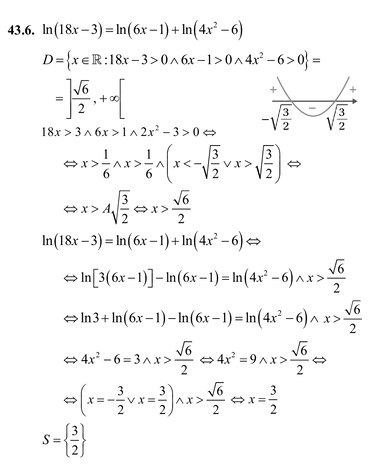 43.6. ln(18x − 3) = ln(6x − 1) + ln(4x² − 6)
D = {x ∈ ℝ : 18x − 3 > 0 ∧ 6x − 1 > 0 ∧ 4x² − 6 > 0} =
= ]√6/2, +∞[
+ − +
−√(3/2) √(3/2)
18x > 3 ∧ 6x > 1 ∧ 2x² − 3 > 0 ⇔
⇔ x > 1/6 ∧ x > 1/6 ∧ (x < −√(3/2) ∨ x > √(3/2)) ⇔
⇔ x > A√(3/2) ⇔ x > √6/2
ln(18x − 3) = ln(6x − 1) + ln(4x² − 6) ⇔
⇔ ln[3(6x − 1)] − ln(6x − 1) = ln(4x² − 6) ∧ x > √6/2
⇔ ln3 + ln(6x − 1) − ln(6x − 1) = ln(4x² − 6) ∧ x > √6/2
⇔ 4x² − 6 = 3 ∧ x > √6/2 ⇔ 4x² = 9 ∧ x > √6/2 ⇔
⇔ (x = −3/2 ∨ x = 3/2) ∧ x > √6/2 ⇔ x = 3/2
S = {3/2}